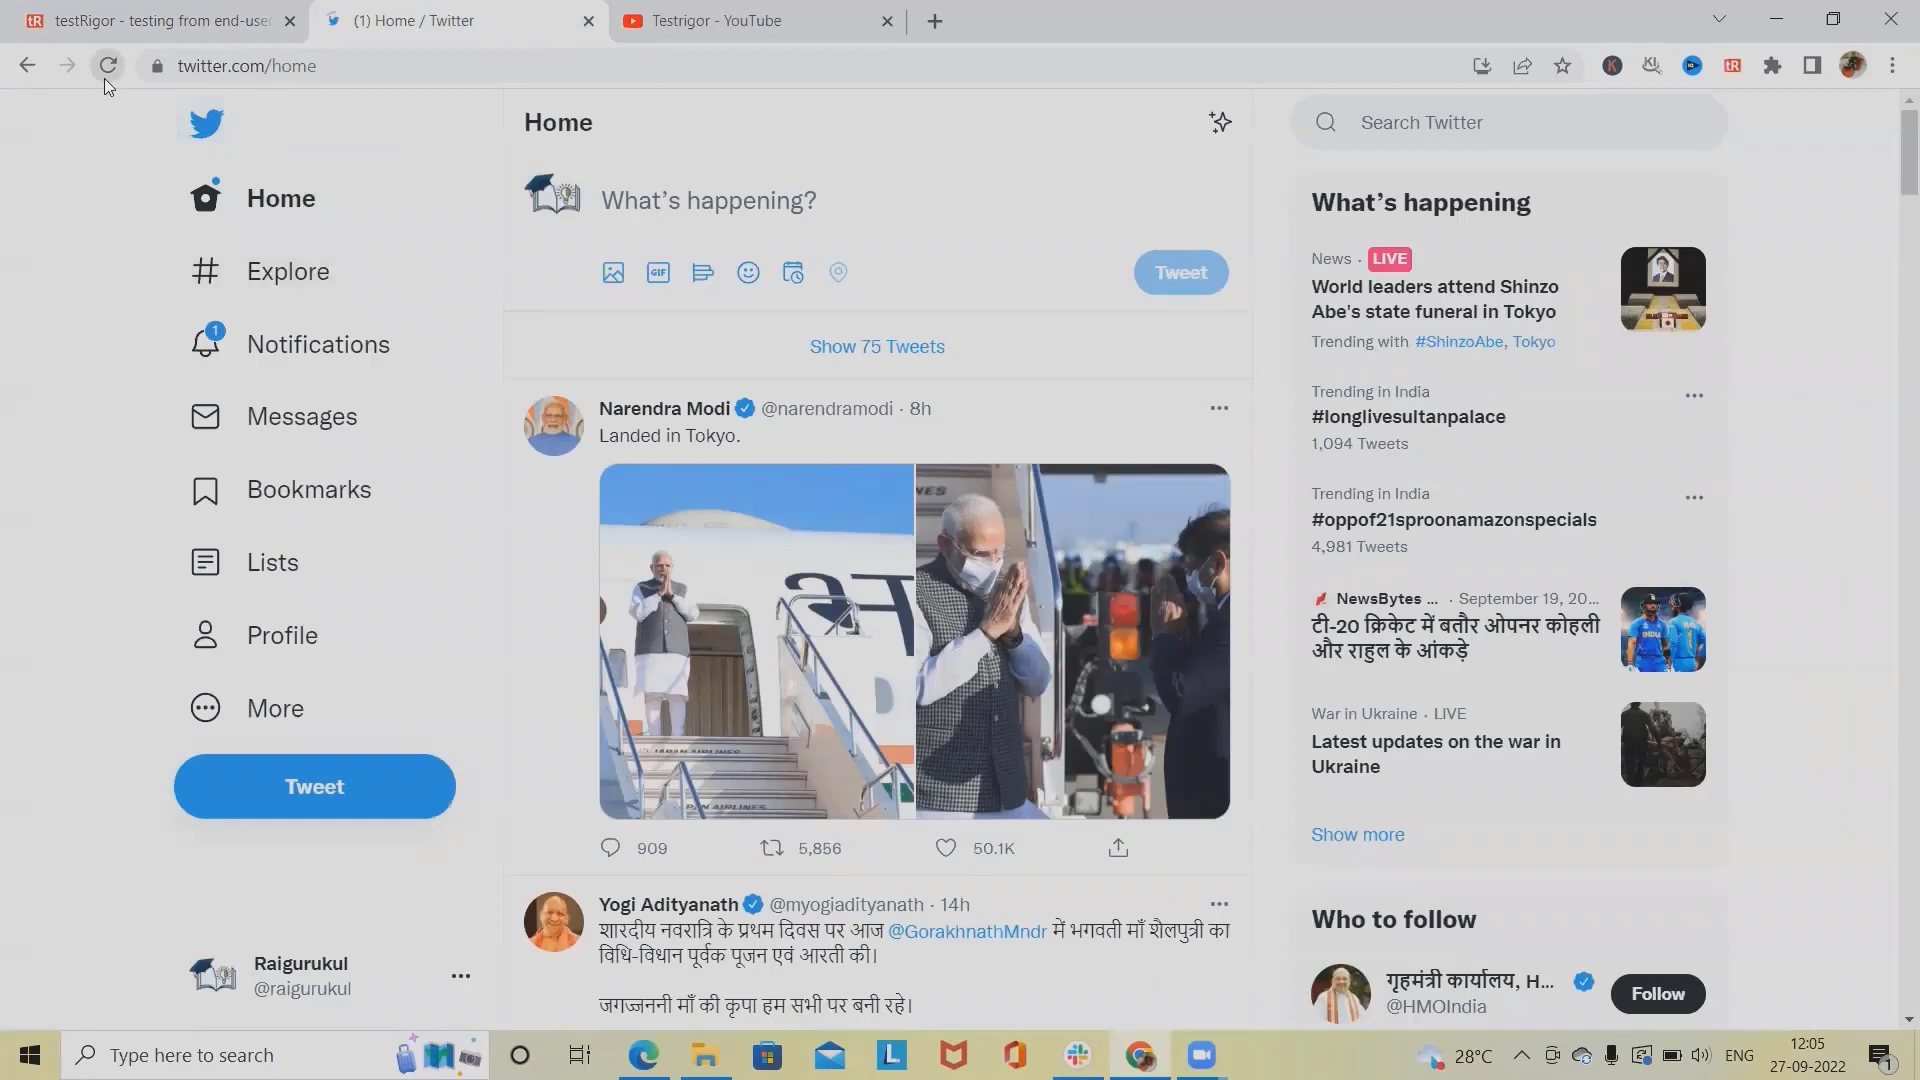 testRigor - testing from end-use
(1) Home / Twitter
Testrigor - YouTube
twitter.com/home
Home
Explore
1
Notifications
Messages
Bookmarks
Lists
Profile
More
Tweet
Raigurukul
@raigurukul
Home
What's happening?
GIF
Tweet
Show 75 Tweets
Narendra Modi @narendramodi · 8h
Landed in Tokyo.
JAPAN AIRLINES
909 5,856 50.1K
Yogi Adityanath @myogiadityanath · 14h
शारदीय नवरात्रि के प्रथम दिवस पर आज @GorakhnathMndr में भगवती माँ शैलपुत्री का
विधि-विधान पूर्वक पूजन एवं आरती की।
जगज्जननी माँ की कृपा हम सभी पर बनी रहे।
Search Twitter
What's happening
News · LIVE
World leaders attend Shinzo
Abe's state funeral in Tokyo
Trending with #ShinzoAbe, Tokyo
Trending in India
#longlivesultanpalace
1,094 Tweets
Trending in India
#oppof21sproonamazonspecials
4,981 Tweets
NewsBytes ... · September 19, 20...
टी-20 क्रिकेट में बतौर ओपनर कोहली
और राहुल के आंकड़े
War in Ukraine · LIVE
Latest updates on the war in
Ukraine
Show more
Who to follow
गृहमंत्री कार्यालय, H...
@HMOIndia
Follow
Type here to search
28°C
ENG
12:05
27-09-2022
1